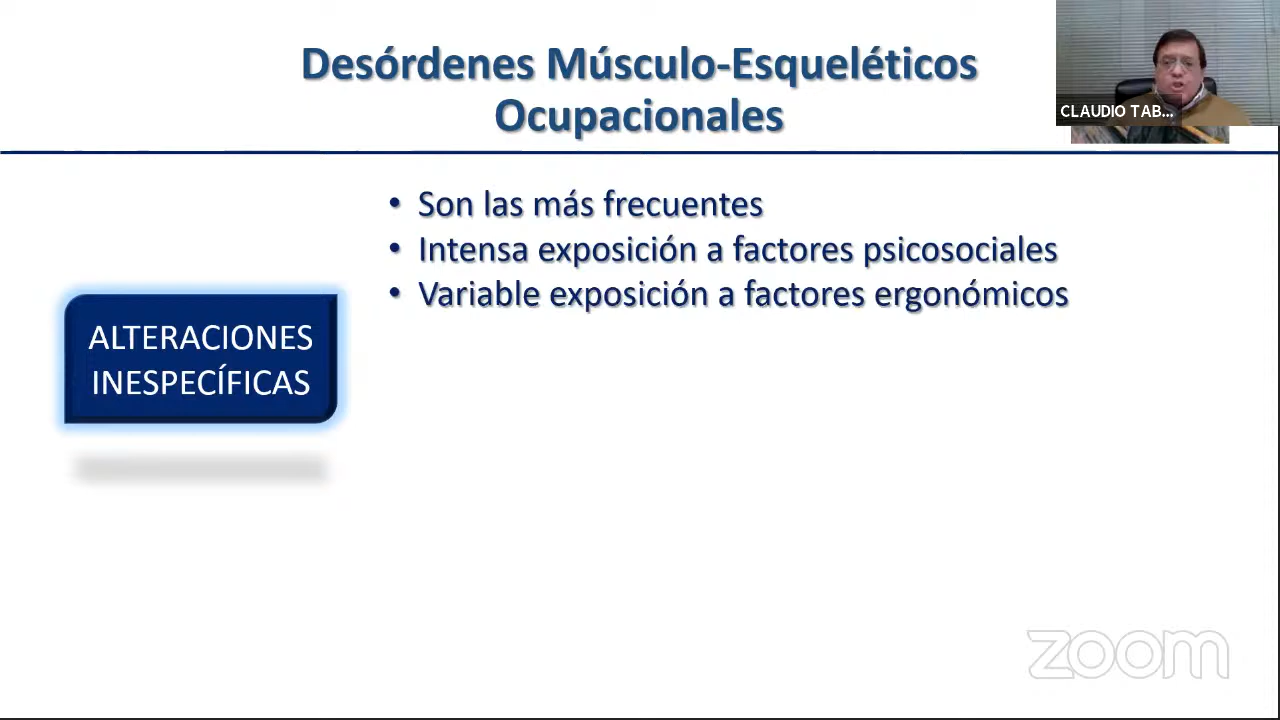 Desórdenes Músculo-Esqueléticos
Ocupacionales
CLAUDIO TAB...
• Son las más frecuentes
• Intensa exposición a factores psicosociales
• Variable exposición a factores ergonómicos
ALTERACIONES
INESPECÍFICAS
zoom